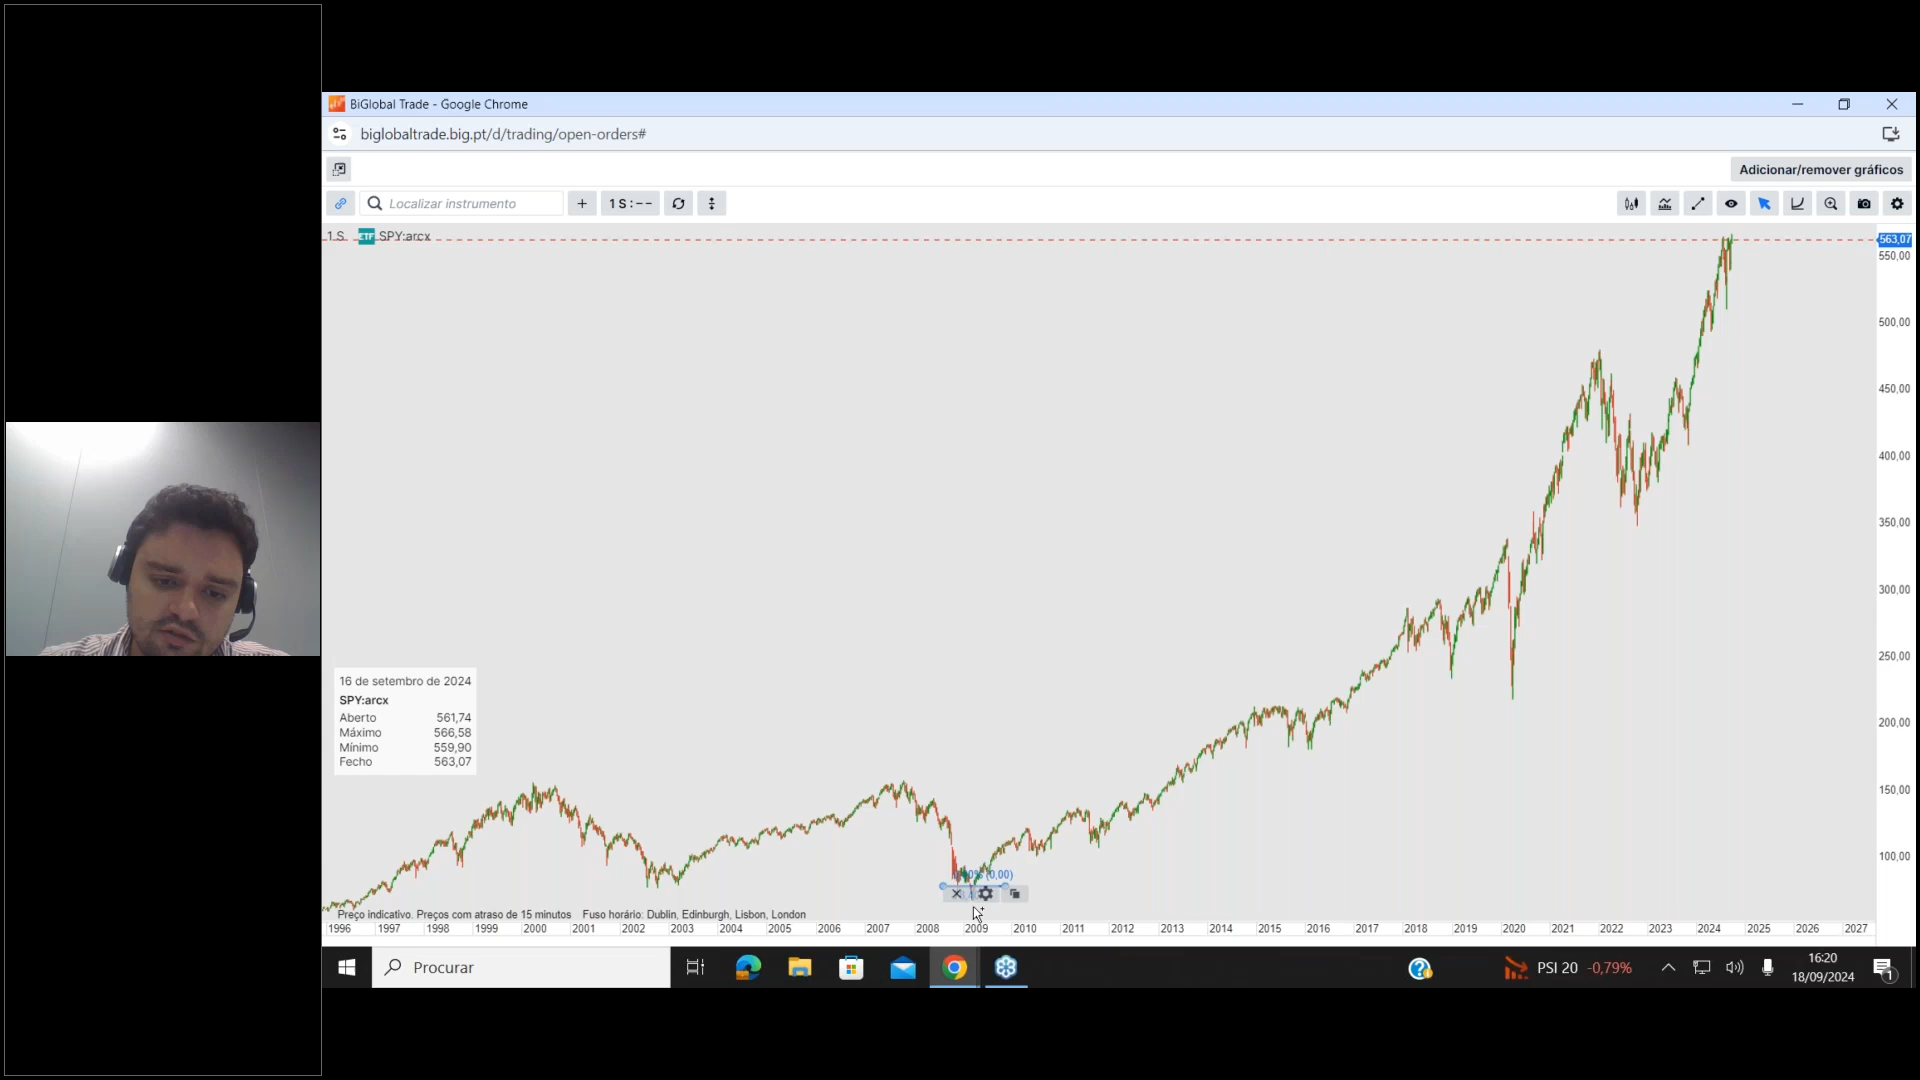 BiGlobal Trade - Google Chrome
biglobaltrade.big.pt/d/trading/open-orders#
Adicionar/remover gráficos
Localizar instrumento
+ 1 S : --
1 S ETF SPY:arcx
563,07
550,00
500,00
450,00
400,00
350,00
300,00
250,00
200,00
150,00
100,00
16 de setembro de 2024
SPY:arcx
Aberto 561,74
Máximo 566,58
Mínimo 559,90
Fecho 563,07
(0,00)
Preço indicativo. Preços com atraso de 15 minutos Fuso horário: Dublin, Edinburgh, Lisbon, London
1996 1997 1998 1999 2000 2001 2002 2003 2004 2005 2006 2007 2008 2009 2010 2011 2012 2013 2014 2015 2016 2017 2018 2019 2020 2021 2022 2023 2024 2025 2026 2027
Procurar
PSI 20 -0,79%
16:20
18/09/2024
1